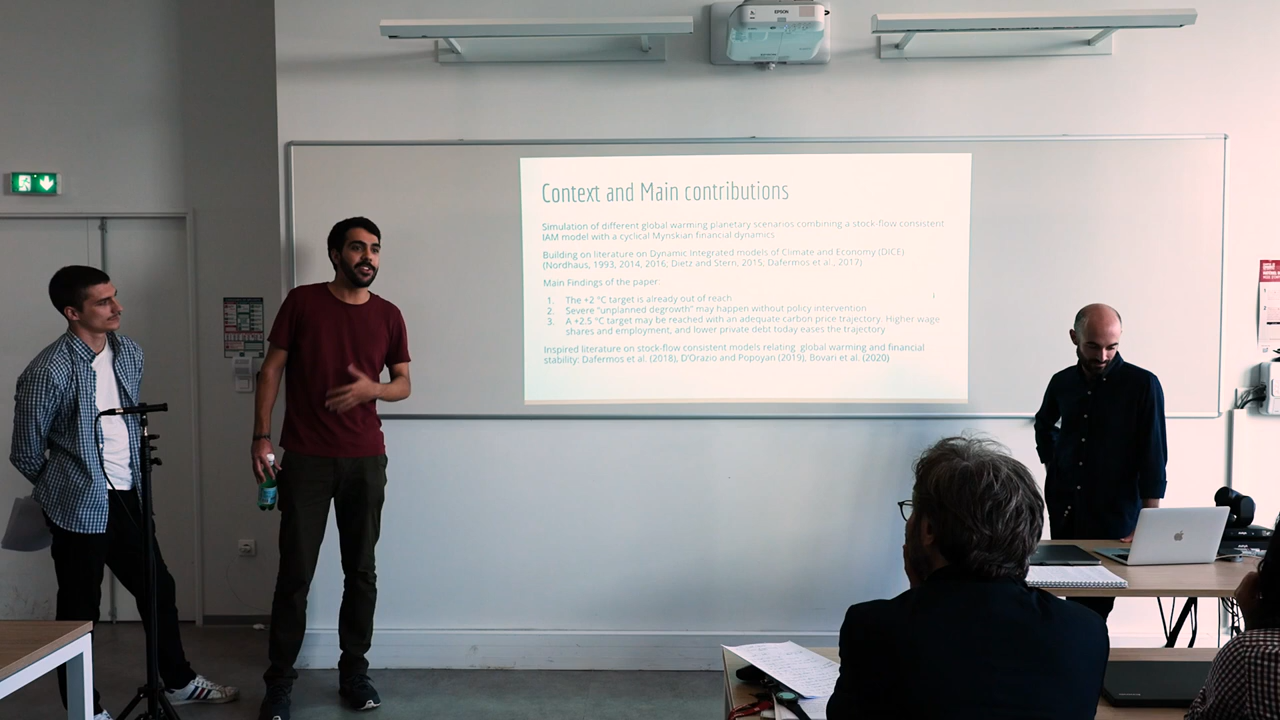 EPSON
Context and Main contributions
Simulation of different global warming planetary scenarios combining a stock-flow consistent
IAM model with a cyclical Mynskian financial dynamics
Building on literature on Dynamic Integrated models of Climate and Economy (DICE)
(Nordhaus, 1993, 2014, 2016; Dietz and Stern, 2015; Dafermos et al., 2017)
Main Findings of the paper:
1. The +2 °C target is already out of reach
2. Severe "unplanned degrowth" may happen without policy intervention
3. A +2.5 °C target may be reached with an adequate carbon price trajectory. Higher wage
shares and employment, and lower private debt today eases the trajectory
Inspired literature on stock-flow consistent models relating global warming and financial
stability: Dafermos et al. (2018), D'Orazio and Popoyan (2019), Bovari et al. (2020)